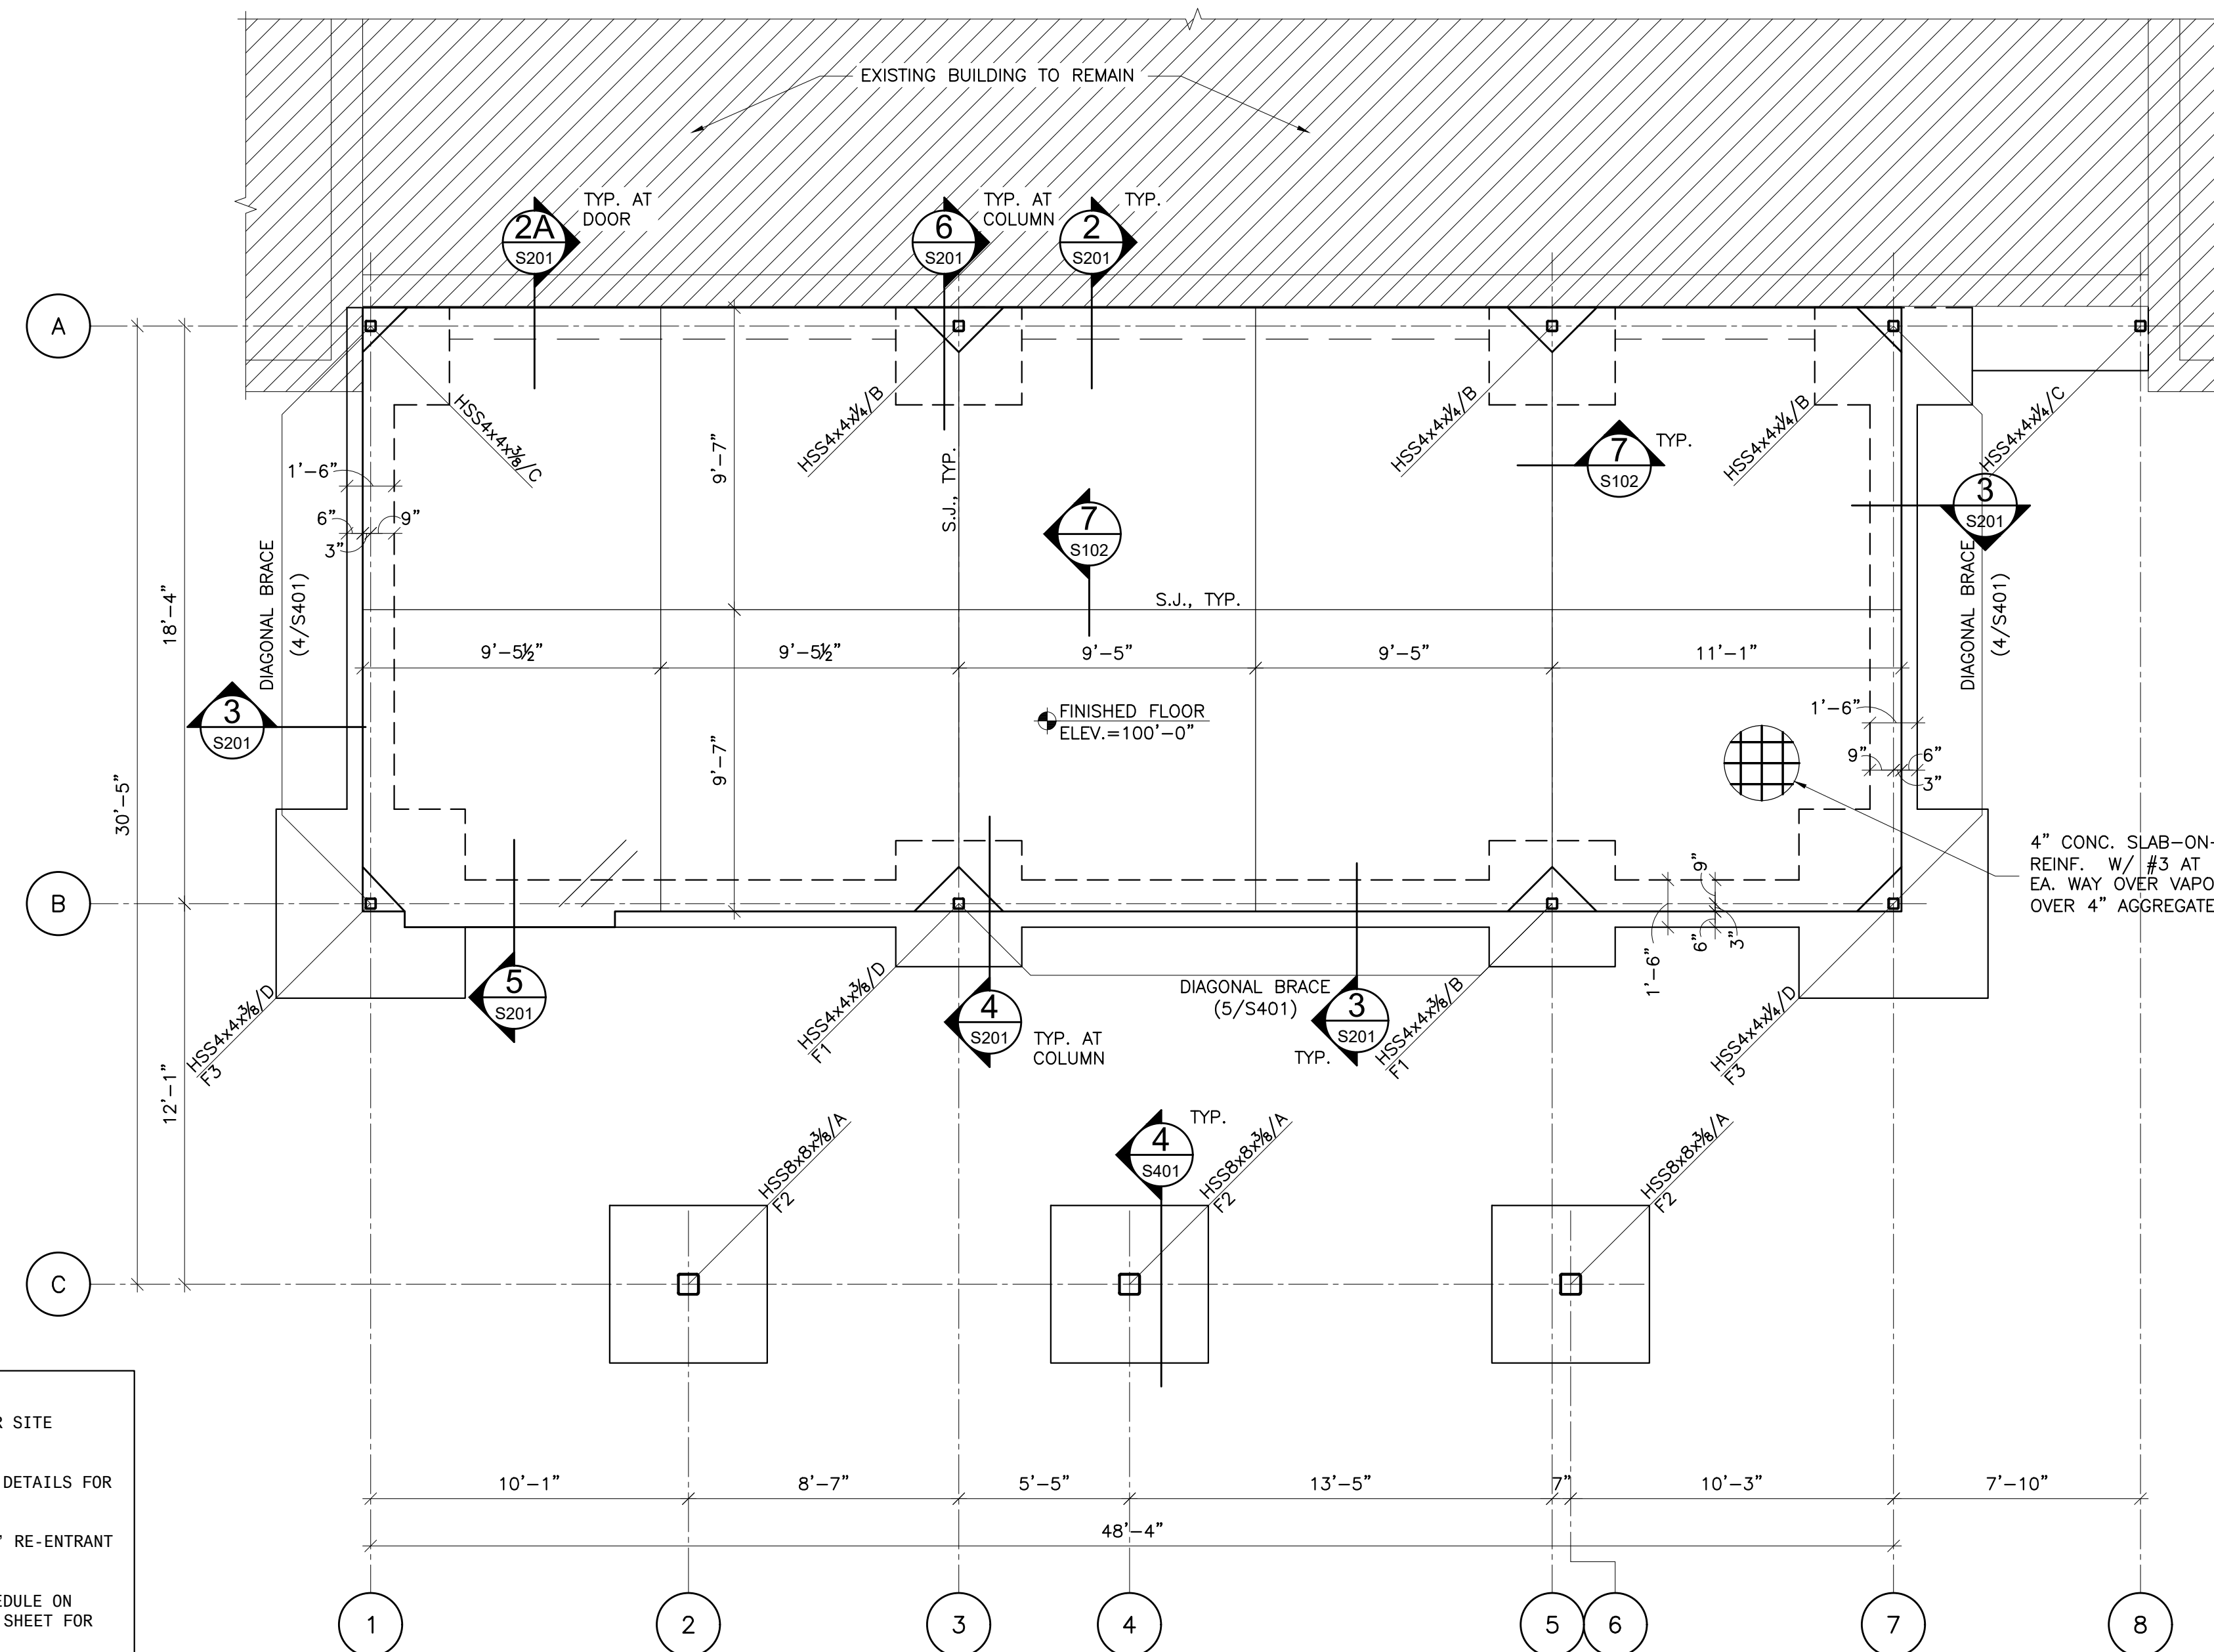 EXISTING BUILDING TO REMAIN
2A
S201
TYP. AT
DOOR
6
S201
TYP. AT
COLUMN
2
S201
TYP.
A
HSS4x4x⅜/C
HSS4x4x¼/B
HSS4x4x¼/B
HSS4x4x¼/B
HSS4x4x¼/C
9'-7"
S.J., TYP.
7
S102
TYP.
3
S201
1'-6"
6"
3"
9"
7
S102
DIAGONAL BRACE
(4/S401)
DIAGONAL BRACE
(4/S401)
18'-4"
S.J., TYP.
9'-5½"
9'-5½"
9'-5"
9'-5"
11'-1"
3
S201
FINISHED FLOOR
ELEV.=100'-0"
9'-7"
1'-6"
9"
6"
3"
30'-5"
4" CONC. SLAB-ON-
REINF. W/ #3 AT
EA. WAY OVER VAPO
OVER 4" AGGREGATE
B
9"
6"
3"
1'-6"
5
S201
4
S201
TYP. AT
COLUMN
DIAGONAL BRACE
(5/S401)
3
S201
TYP.
HSS4x4x⅜/D
F3
HSS4x4x⅜/D
F1
HSS4x4x⅜/B
F1
HSS4x4x¼/D
F3
12'-1"
4
S401
TYP.
HSS8x8x⅜/A
F2
HSS8x8x⅜/A
F2
HSS8x8x⅜/A
F2
C
R SITE
DETAILS FOR
' RE-ENTRANT
EDULE ON
SHEET FOR
10'-1"
8'-7"
5'-5"
13'-5"
7"
10'-3"
7'-10"
48'-4"
1
2
3
4
5
6
7
8